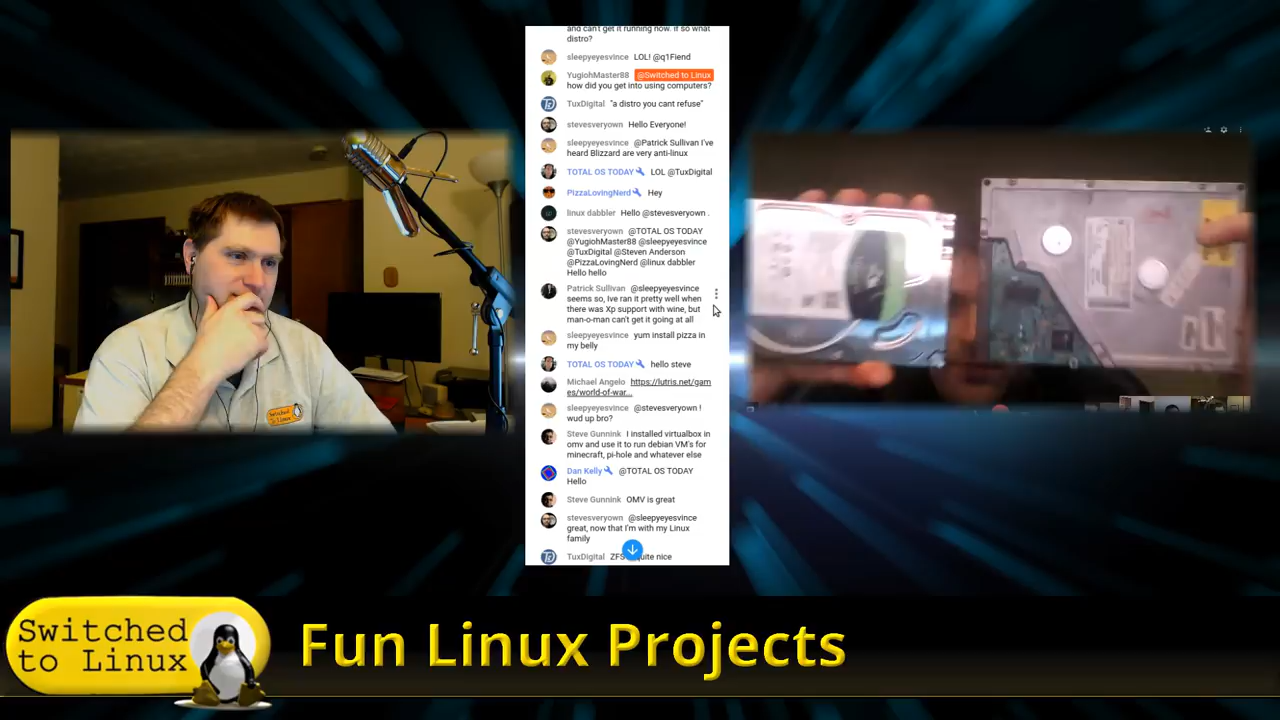 and can't get it running now. if so what
distro?
sleepyeyesvince LOL! @q1Fiend
YugiohMaster88 @Switched to Linux
how did you get into using computers?
TuxDigital "a distro you cant refuse"
stevesveryown Hello Everyone!
sleepyeyesvince @Patrick Sullivan I've
heard Blizzard are very anti-linux
TOTAL OS TODAY LOL @TuxDigital
PizzaLovingNerd Hey
linux dabbler Hello @stevesveryown .
stevesveryown @TOTAL OS TODAY
@YugiohMaster88 @sleepyeyesvince
@TuxDigital @Steven Anderson
@PizzaLovingNerd @linux dabbler
Hello hello
Patrick Sullivan @sleepyeyesvince
seems so, Ive ran it pretty well when
there was Xp support with wine, but
man-o-man can't get it going at all
sleepyeyesvince yum install pizza in
my belly
TOTAL OS TODAY hello steve
Michael Angelo https://lutris.net/gam
es/world-of-war...
sleepyeyesvince @stevesveryown !
wud up bro?
Steve Gunnink I installed virtualbox in
omv and use it to run debian VM's for
minecraft, pi-hole and whatever else
Dan Kelly @TOTAL OS TODAY
Hello
Steve Gunnink OMV is great
stevesveryown @sleepyeyesvince
great, now that I'm with my Linux
family
TuxDigital ZFS quite nice
Switched
to Linux
Switched
to Linux
Fun Linux Projects